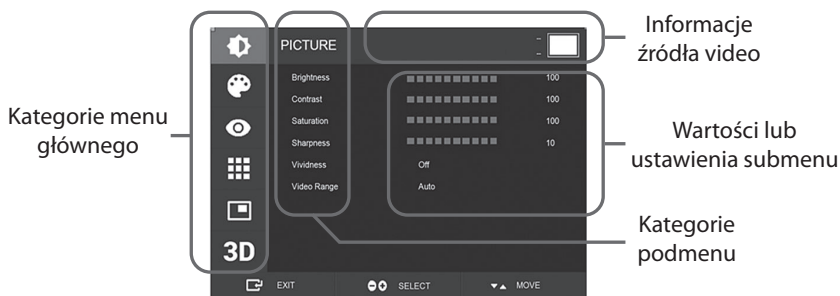 Informacje
źródła video
PICTURE
Brightness 100
Contrast 100
Saturation 100
Sharpness 10
Vividness Off
Video Range Auto
3D
EXIT SELECT MOVE
Kategorie menu
głównego
Wartości lub
ustawienia submenu
Kategorie
podmenu